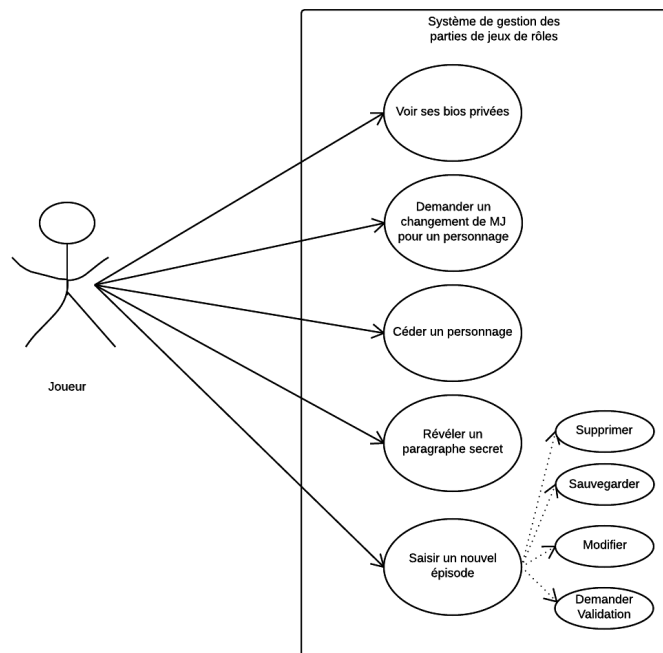 Système de gestion des
parties de jeux de rôles
Voir ses bios privées
Demander un
changement de MJ
pour un personnage
Céder un personnage
Joueur
Révéler un
paragraphe secret
Saisir un nouvel
épisode
Supprimer
Sauvegarder
Modifier
Demander
Validation